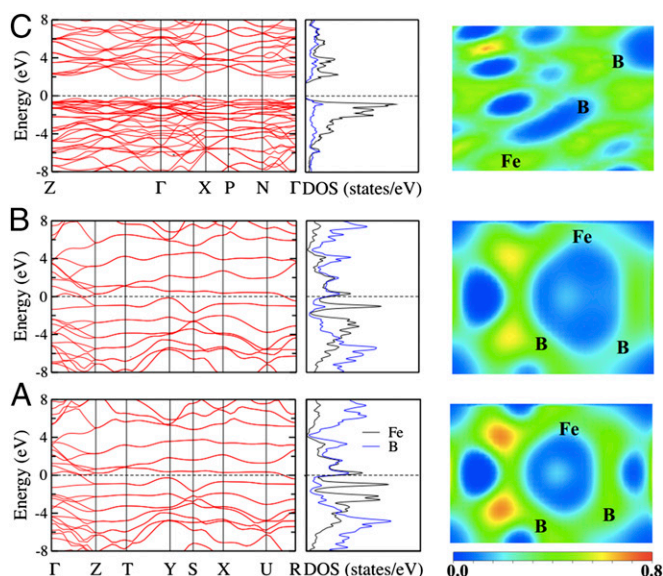 C
Energy (eV)
8
4
0
-4
-8
Z Γ X P N Γ
DOS (states/eV)
B
B
Fe
B
Energy (eV)
8
4
0
-4
-8
Fe
B
B
A
Energy (eV)
8
4
0
-4
-8
Γ Z T Y S X U R
Fe
B
DOS (states/eV)
Fe
B
B
0.0 0.8